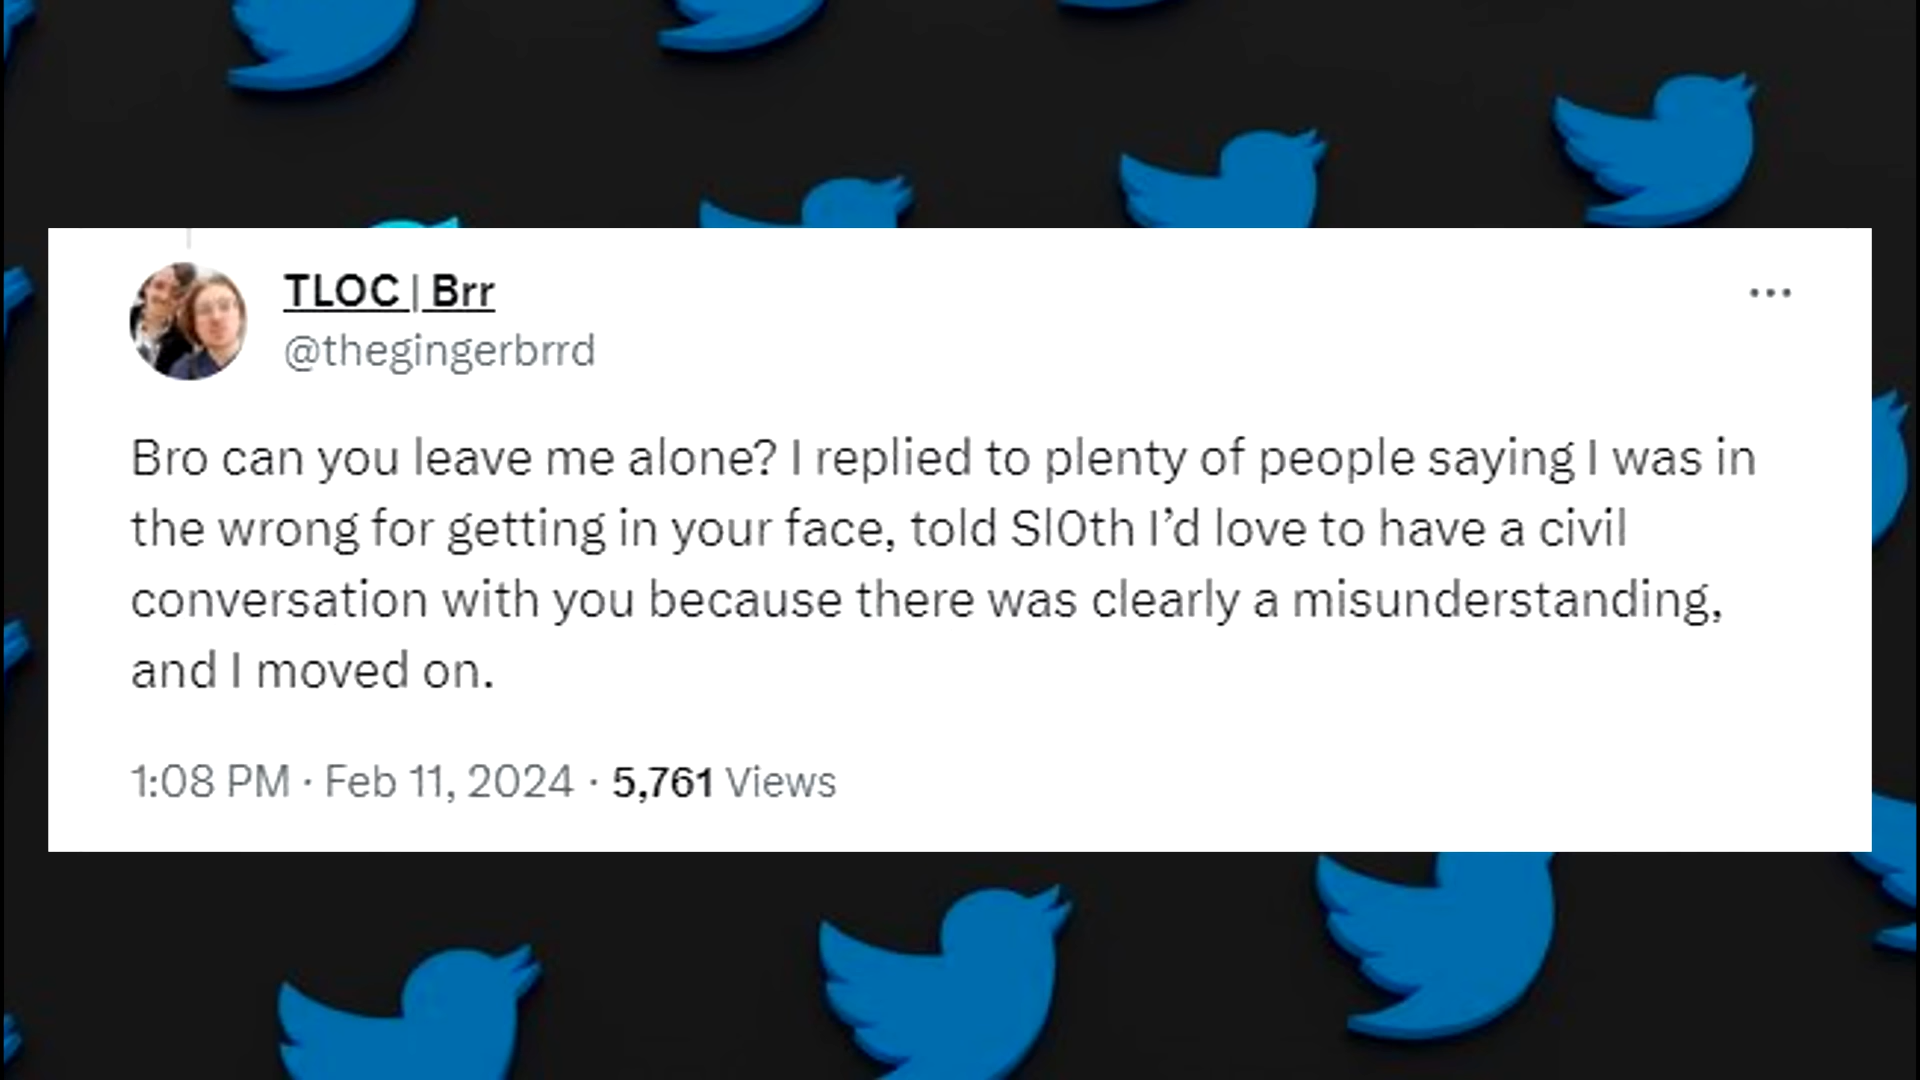 TLOC | Brr
@thegingerbrrd
Bro can you leave me alone? I replied to plenty of people saying I was in
the wrong for getting in your face, told Sl0th I’d love to have a civil
conversation with you because there was clearly a misunderstanding,
and I moved on.
1:08 PM · Feb 11, 2024 · 5,761 Views